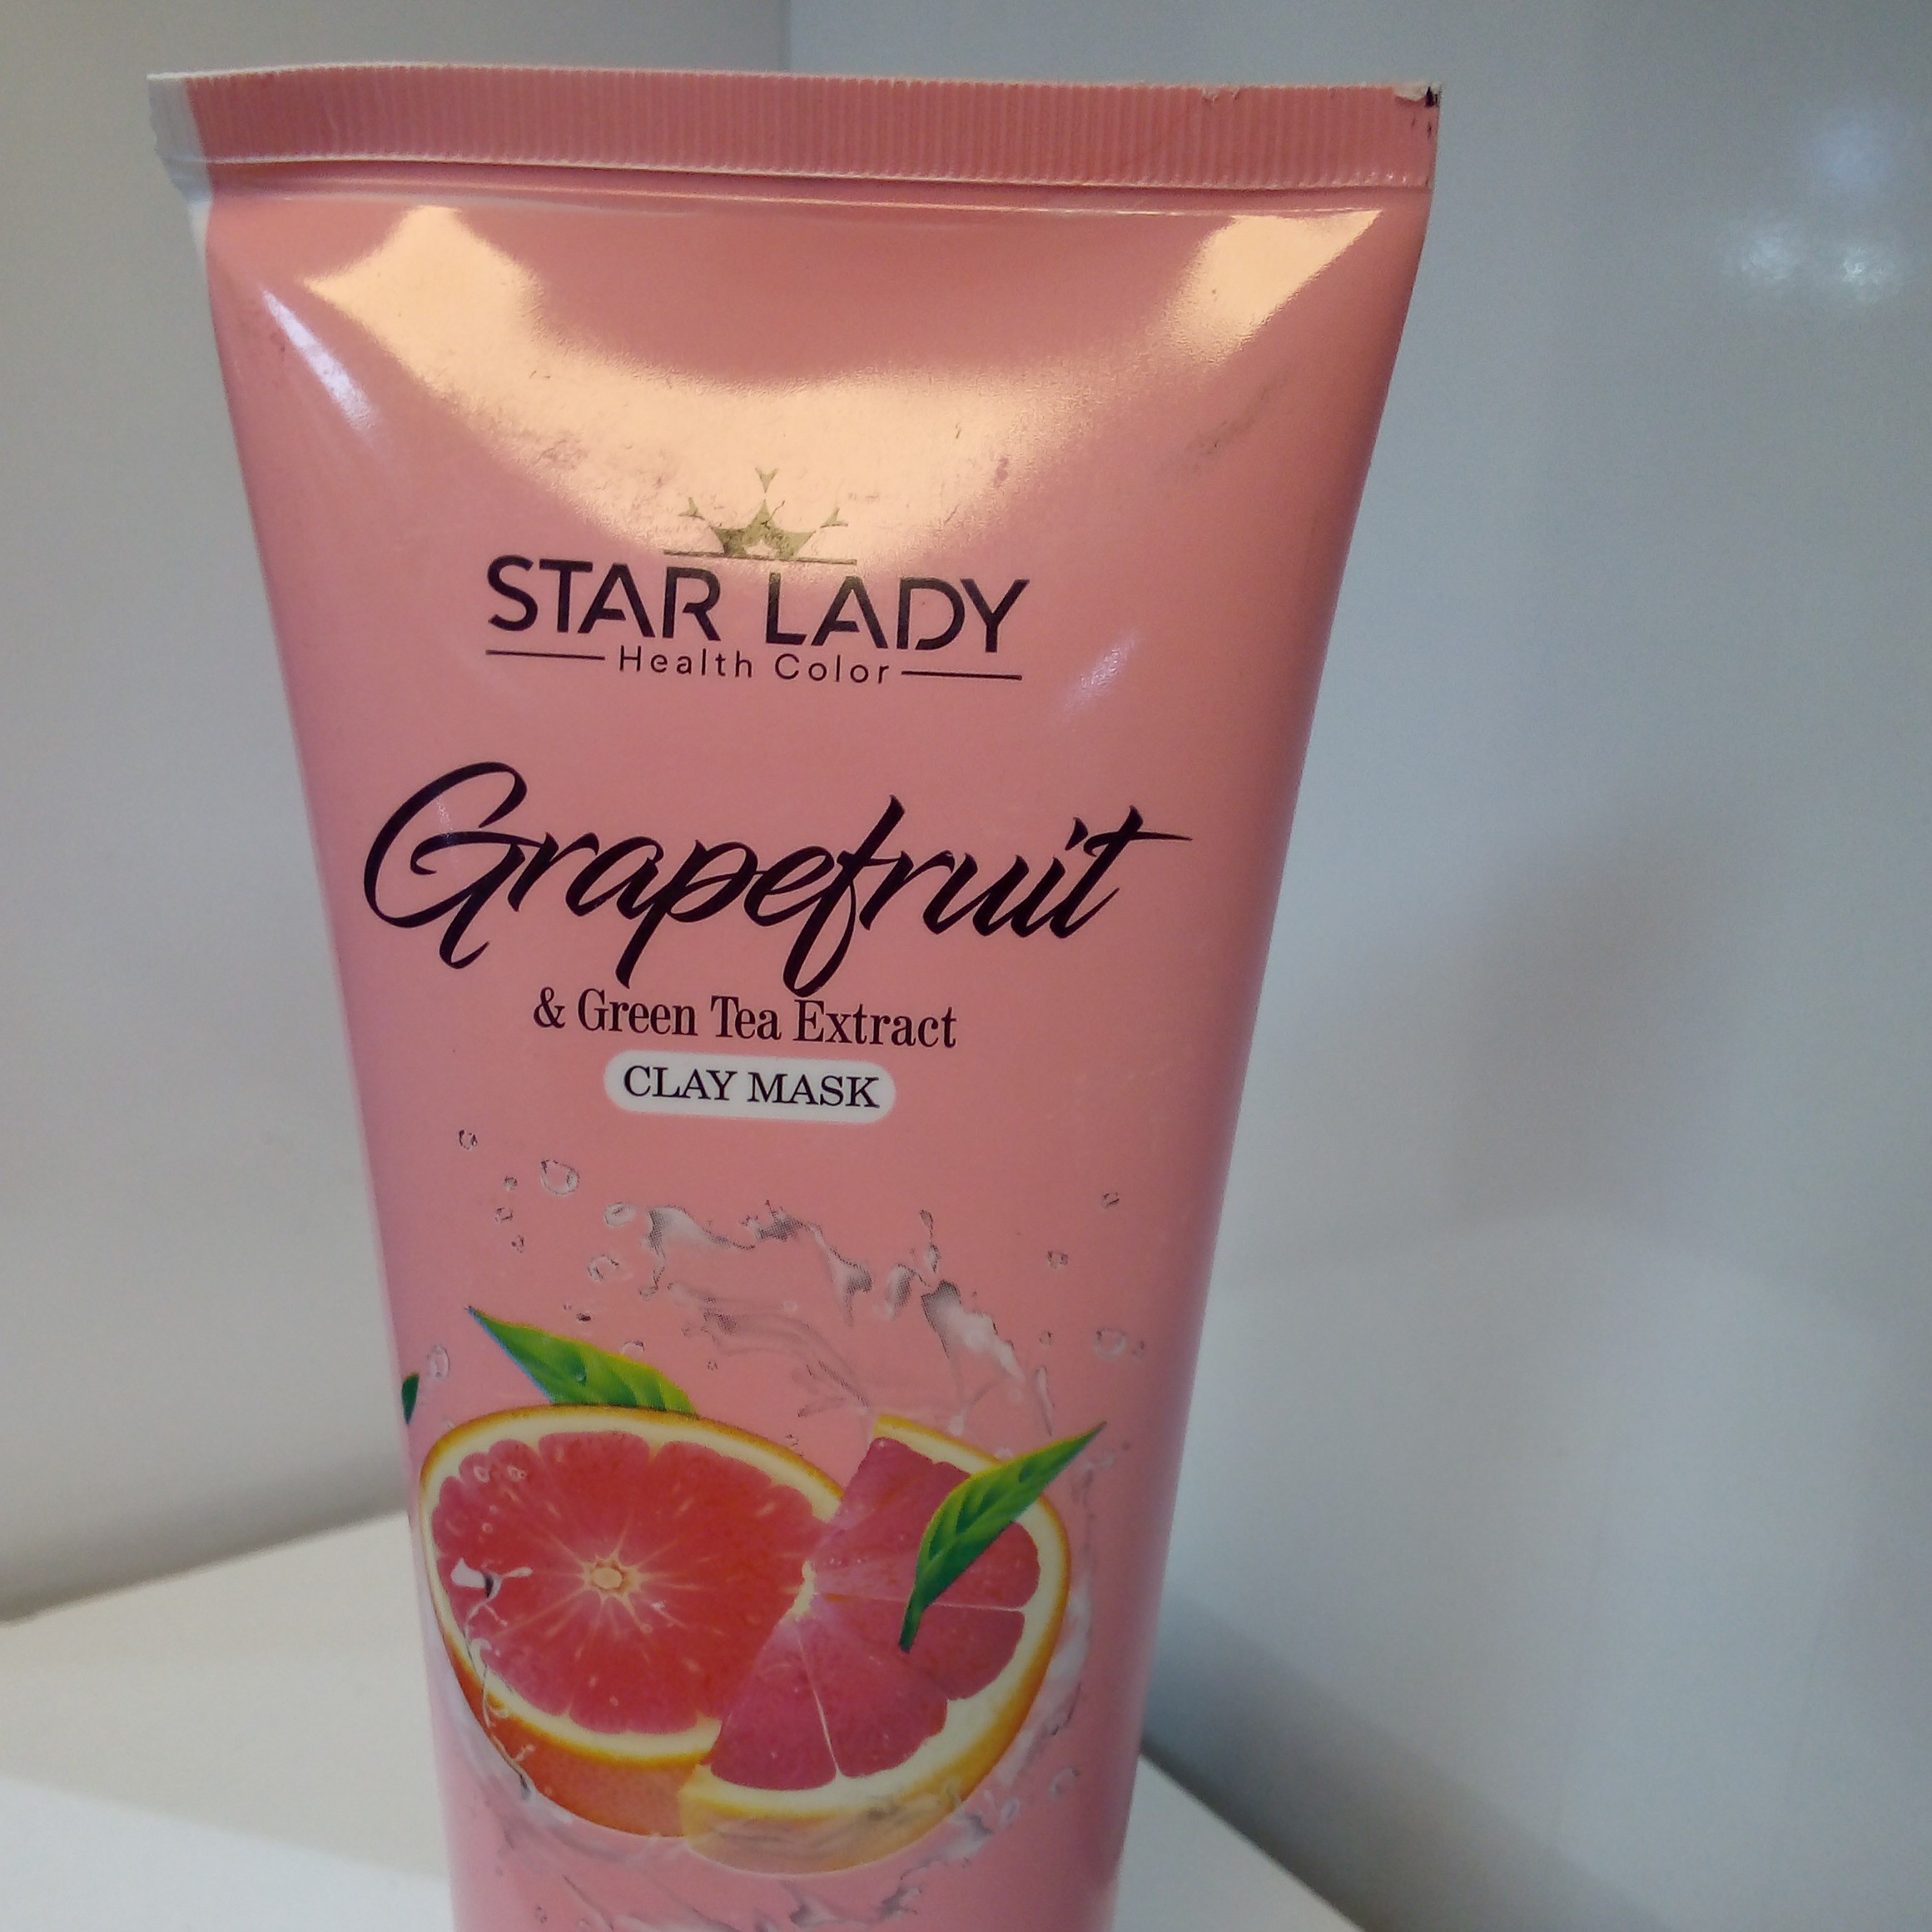 STAR LADY
Health Color
Grapefruit
& Green Tea Extract
CLAY MASK